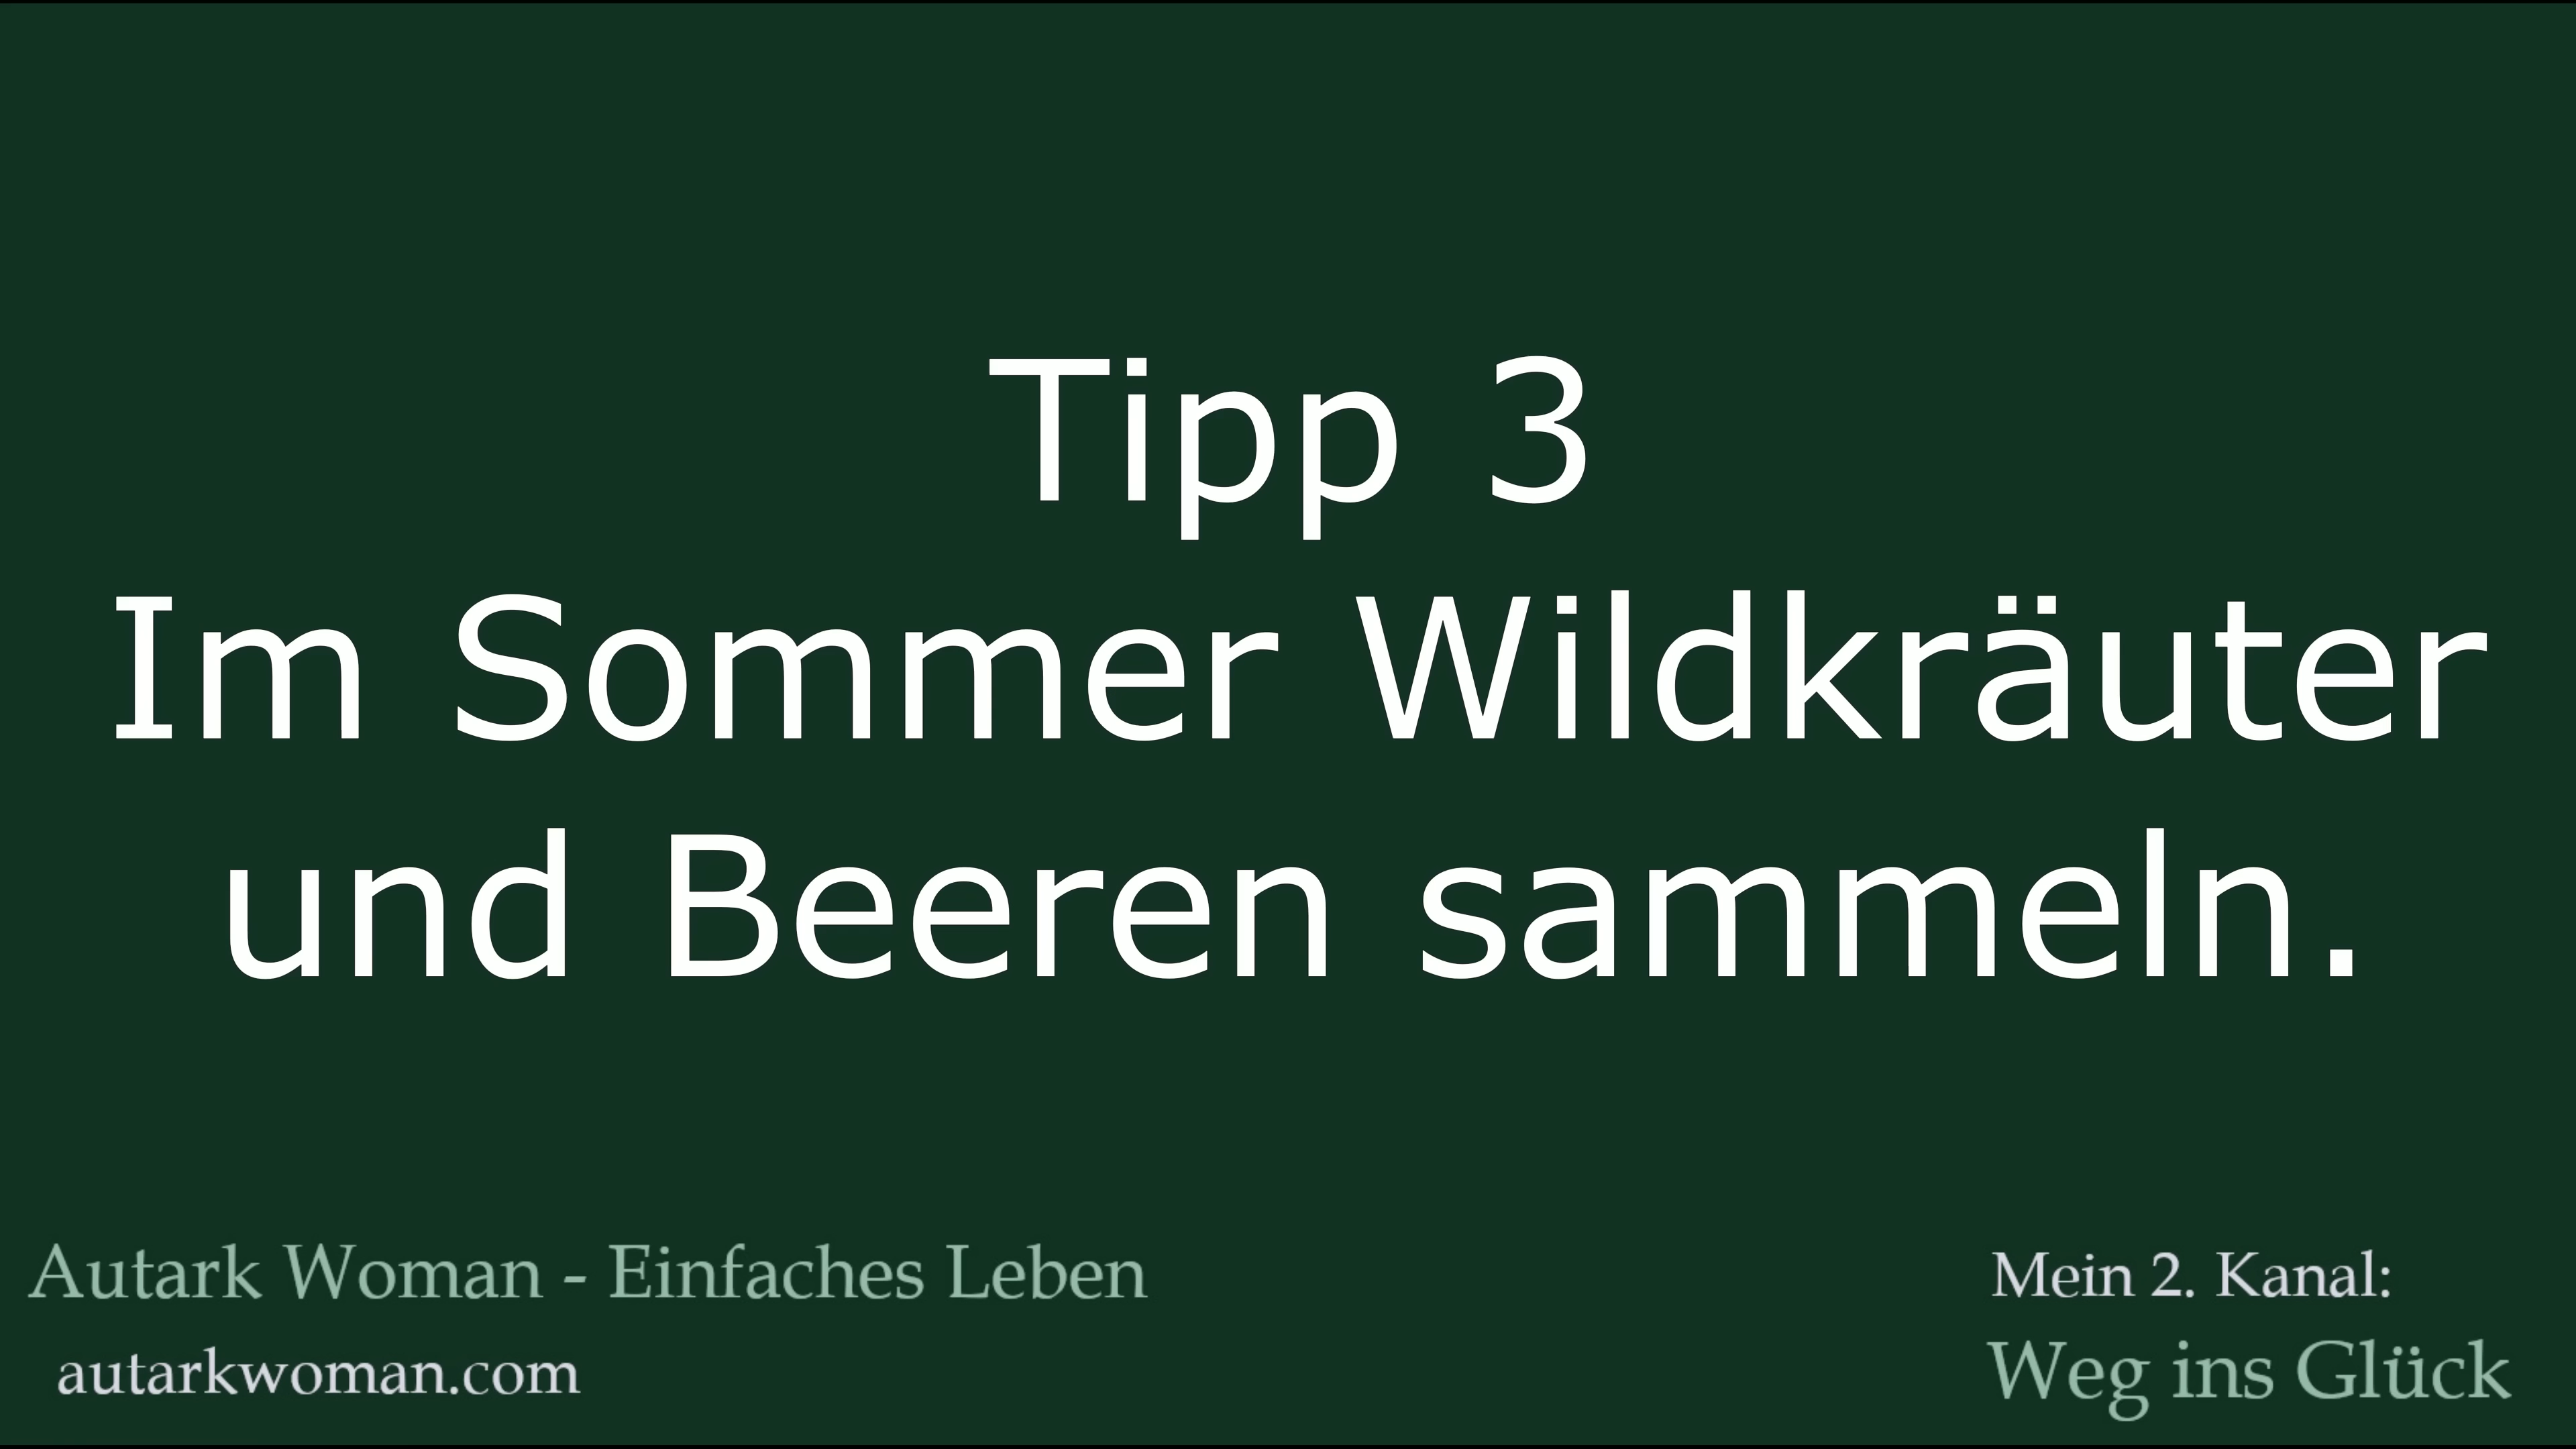 Tipp 3
Im Sommer Wildkräuter
und Beeren sammeln.
Autark Woman - Einfaches Leben
autarkwoman.com
Mein 2. Kanal:
Weg ins Glück